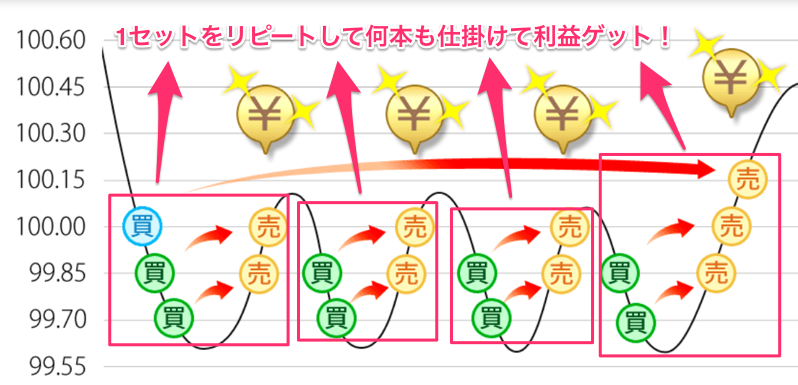 1セットをリピートして何本も仕掛けて利益ゲット！
100.60
100.45
100.30
100.15
100.00
99.85
99.70
99.55
¥ ¥ ¥ ¥
買 買 買 売 売
買 買 売 売
買 買 売 売
買 買 売 売 売